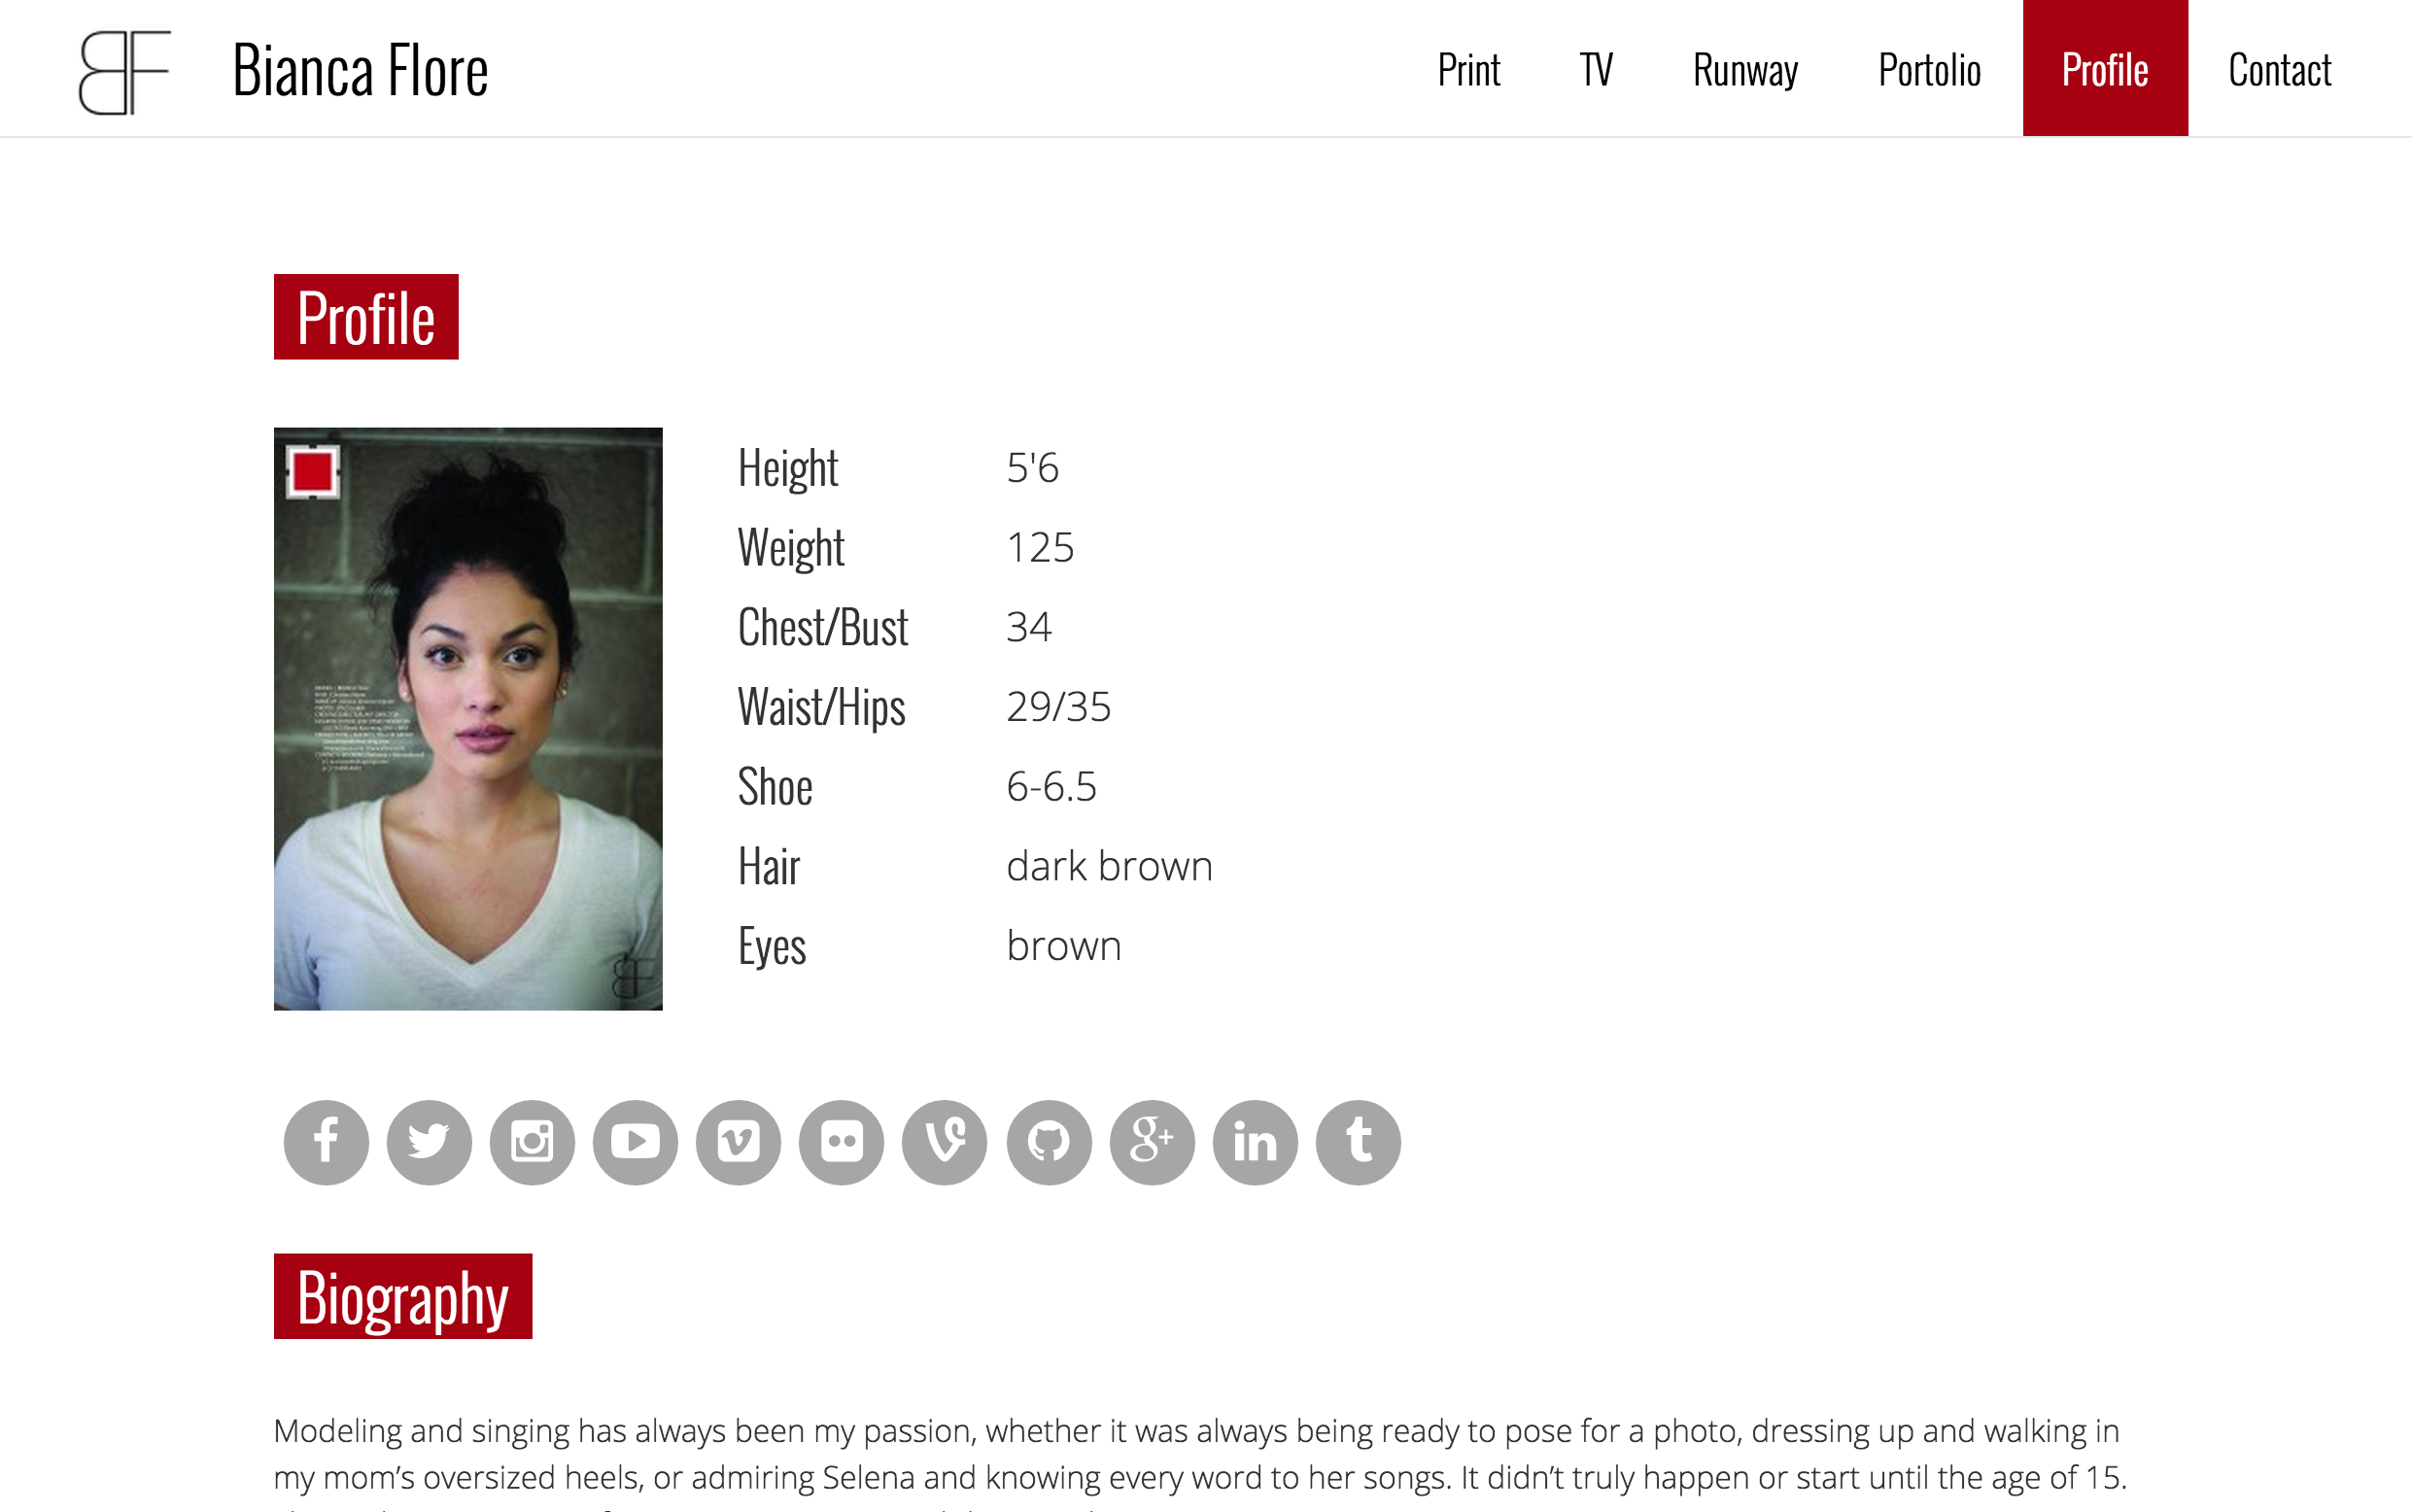 BF Bianca Flore Print TV Runway Portolio Profile Contact
Profile
Height 5'6
Weight 125
Chest/Bust 34
Waist/Hips 29/35
Shoe 6-6.5
Hair dark brown
Eyes brown
BF
Biography
Modeling and singing has always been my passion, whether it was always being ready to pose for a photo, dressing up and walking in
my mom’s oversized heels, or admiring Selena and knowing every word to her songs. It didn’t truly happen or start until the age of 15.